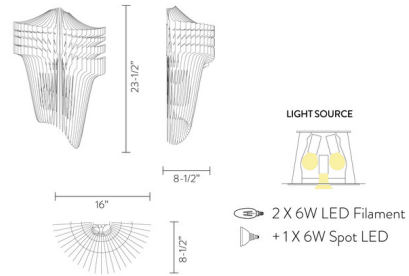 23-1/2"
8-1/2"
16"
8-1/2"
LIGHT SOURCE
2 X 6W LED Filament
+ 1 X 6W Spot LED